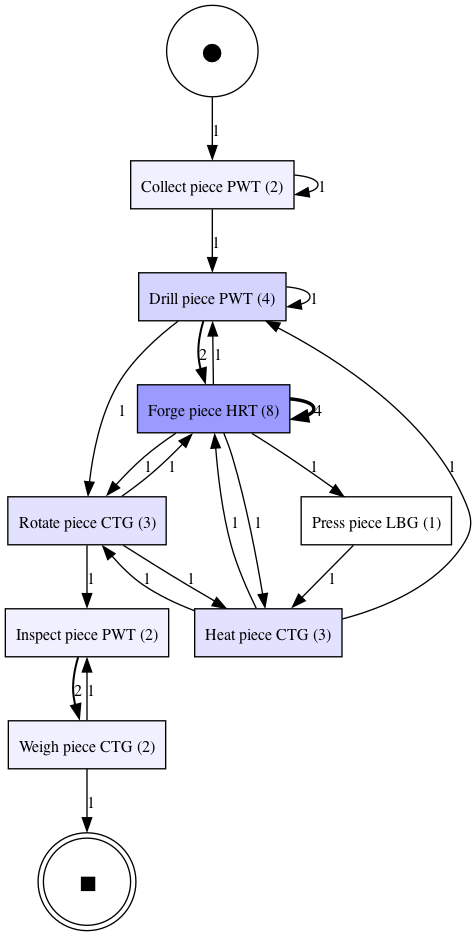 1
Collect piece PWT (2)
1
1
Drill piece PWT (4)
1
1
2
1
Forge piece HRT (8)
4
1
1
1
1
1
1
Rotate piece CTG (3)
Press piece LBG (1)
1
1
1
1
Inspect piece PWT (2)
Heat piece CTG (3)
2
1
Weigh piece CTG (2)
1